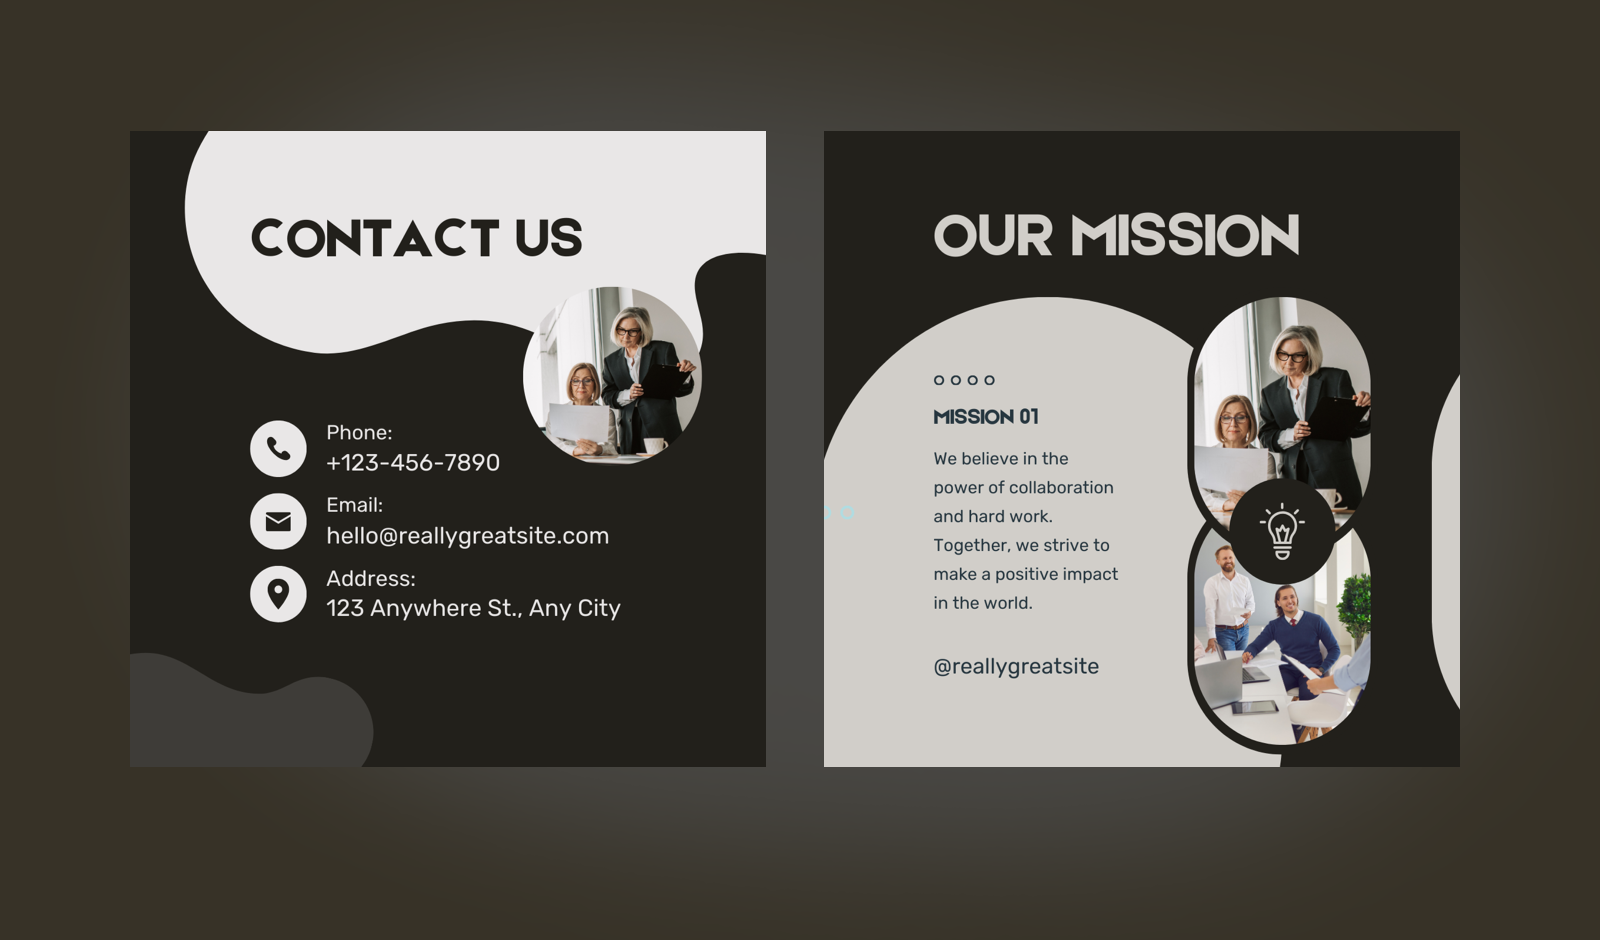 CONTACT US
Phone:
+123-456-7890
Email:
hello@reallygreatsite.com
Address:
123 Anywhere St., Any City
OUR MISSION
MISSION 01
We believe in the
power of collaboration
and hard work.
Together, we strive to
make a positive impact
in the world.
@reallygreatsite